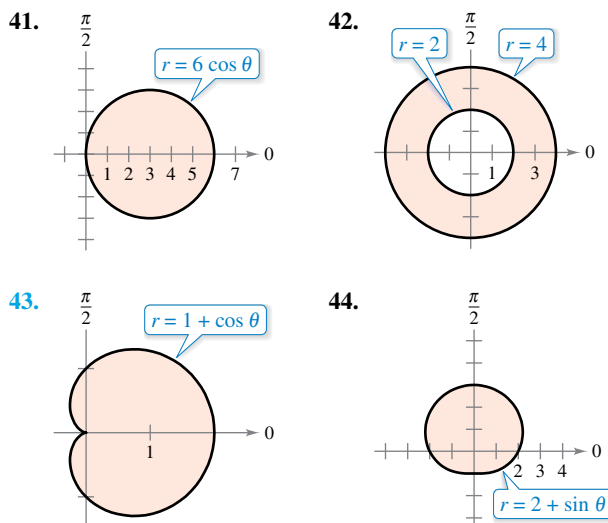 41.
π/2
r = 6 cos θ
0
1 2 3 4 5 7
42.
π/2
r = 2
r = 4
0
1 3
43.
π/2
r = 1 + cos θ
0
1
44.
π/2
0
2 3 4
r = 2 + sin θ